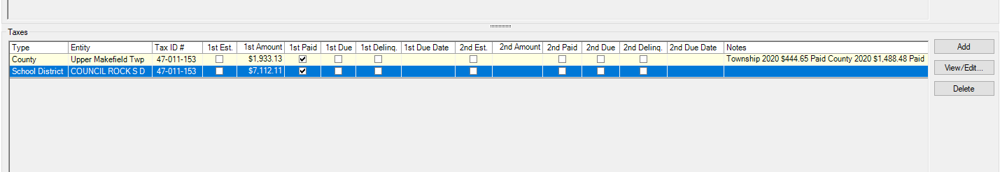 Taxes
Type Entity Tax ID # 1st Est. 1st Amount 1st Paid 1st Due 1st Delinq. 1st Due Date 2nd Est. 2nd Amount 2nd Paid 2nd Due 2nd Delinq. 2nd Due Date Notes
County Upper Makefield Twp 47-011-153 $1,933.13 Township 2020 $444.65 Paid County 2020 $1,488.48 Paid
School District COUNCIL ROCK S D 47-011-153 $7,112.11
Add
View/Edit...
Delete